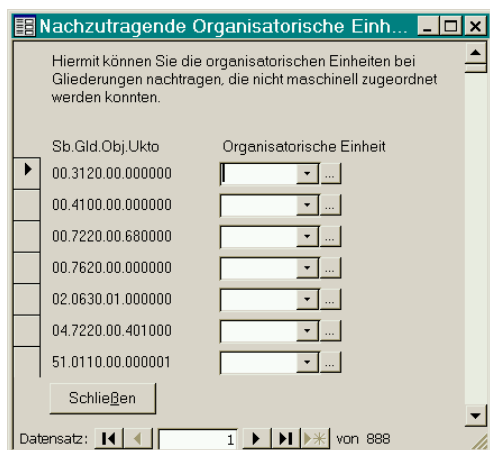 Nachzutragende Organisatorische Einh...
Hiermit können Sie die organisatorischen Einheiten bei
Gliederungen nachtragen, die nicht maschinell zugeordnet
werden konnten.
Sb.Gld.Obj.Ukto Organisatorische Einheit
00.3120.00.000000 ...
00.4100.00.000000 ...
00.7220.00.680000 ...
00.7620.00.000000 ...
02.0630.01.000000 ...
04.7220.00.401000 ...
51.0110.00.000001 ...
Schließen
Datensatz: 1 von 888